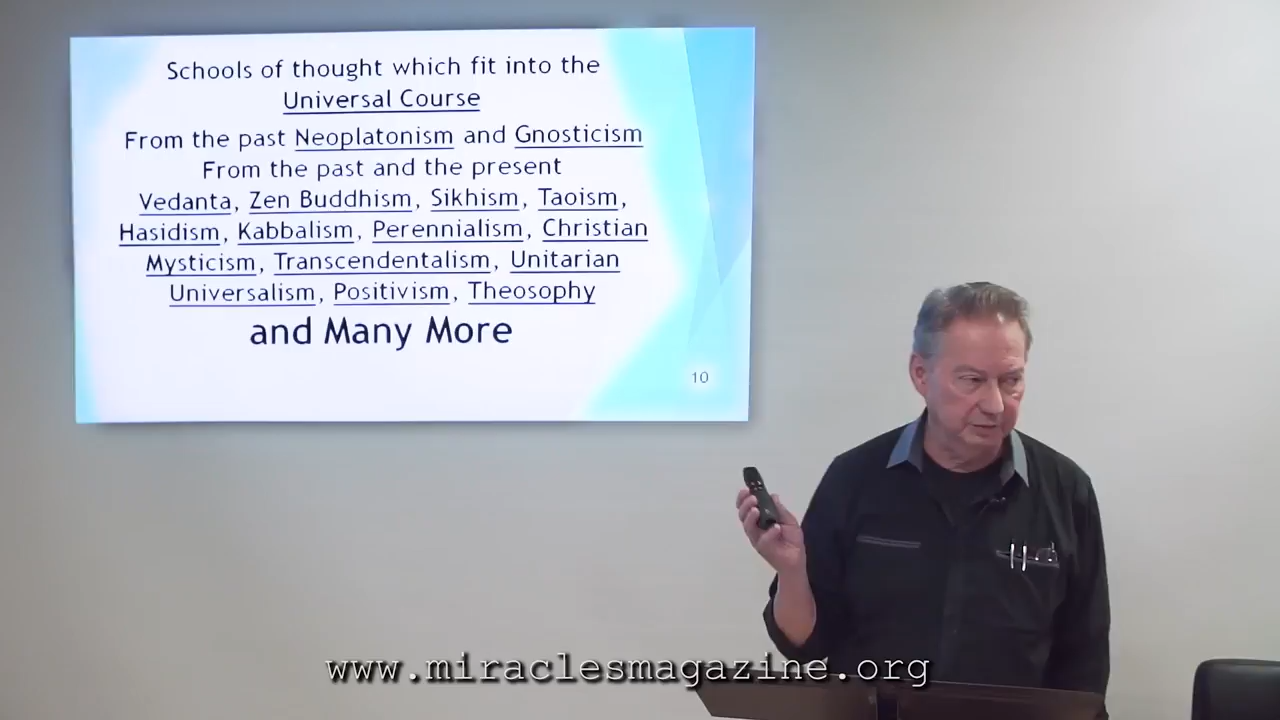 Schools of thought which fit into the
Universal Course
From the past Neoplatonism and Gnosticism
From the past and the present
Vedanta, Zen Buddhism, Sikhism, Taoism,
Hasidism, Kabbalism, Perennialism, Christian
Mysticism, Transcendentalism, Unitarian
Universalism, Positivism, Theosophy
and Many More
10
www.miraclesmagazine.org